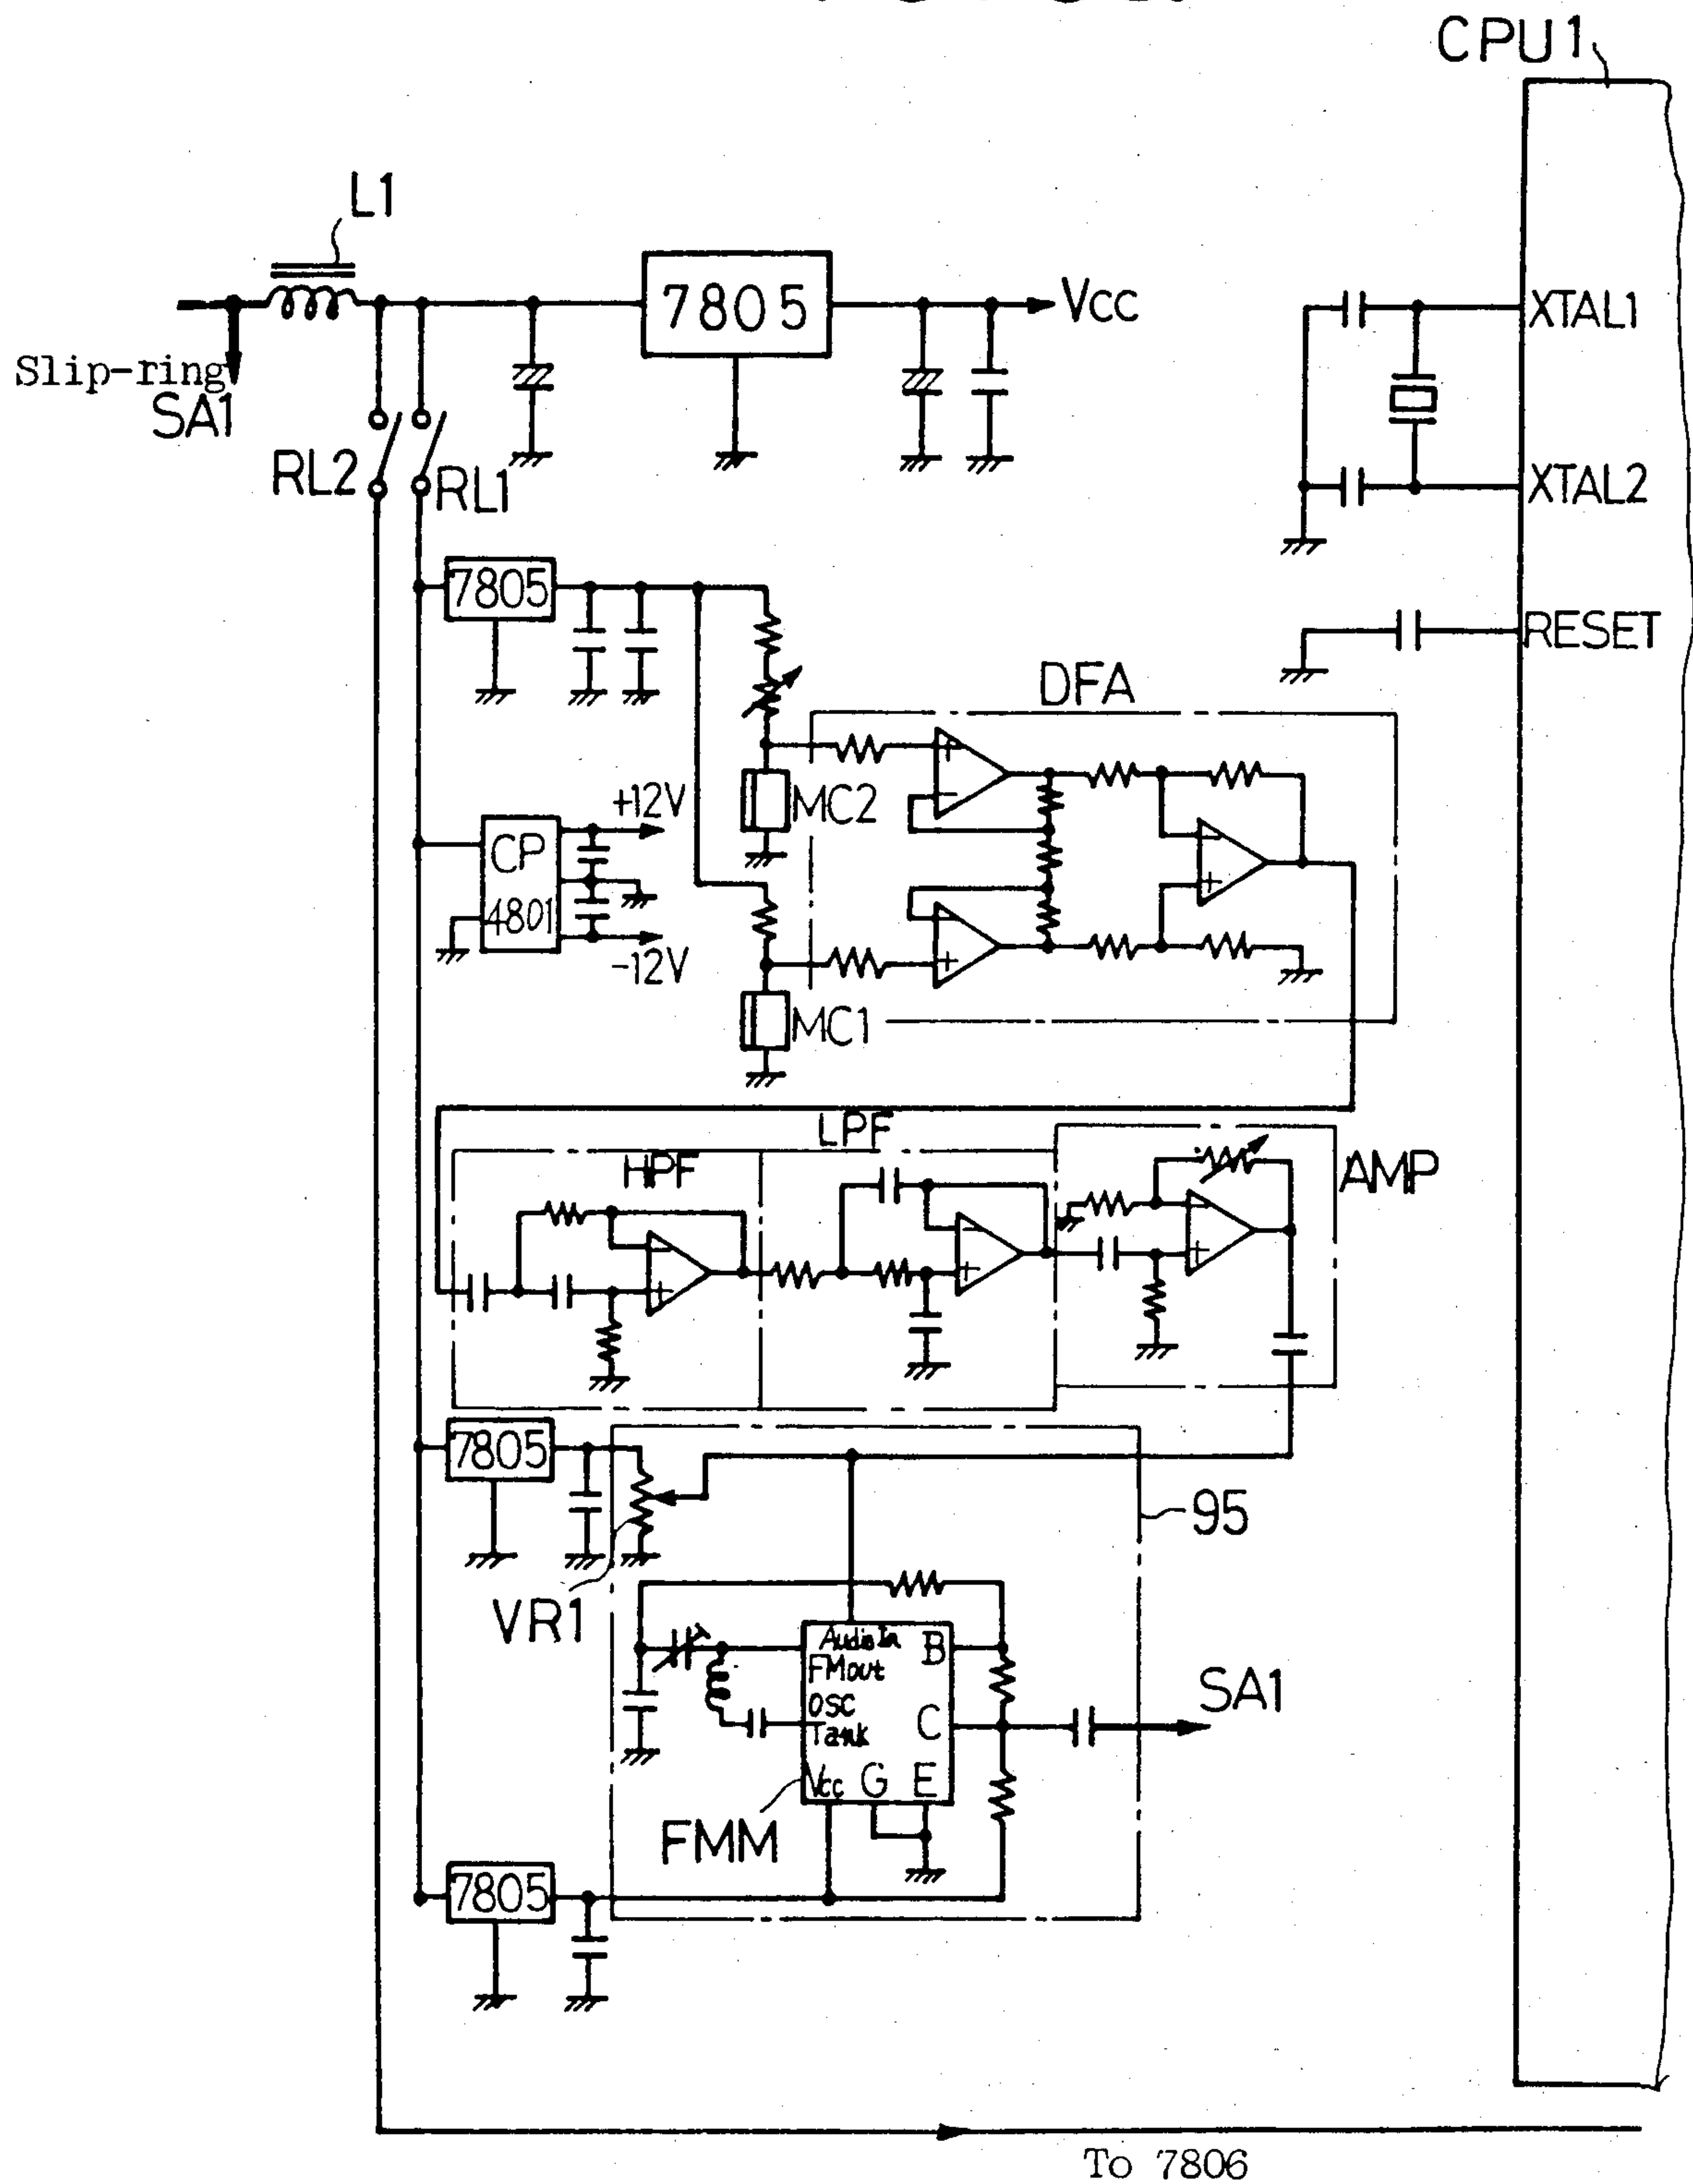 CPU1
L1
7805
Vcc
XTAL1
Slip-ring
SA1
RL2
RL1
XTAL2
7805
RESET
DFA
+
−
MC2
+12V
CP
4801
−12V
−
+
−
+
MC1
LPF
HPF
AMP
−
+
−
+
−
+
7805
95
VR1
Audio In
B
FMout
OSC
C
Tank
SA1
Vcc
G
E
FMM
7805
To 7806